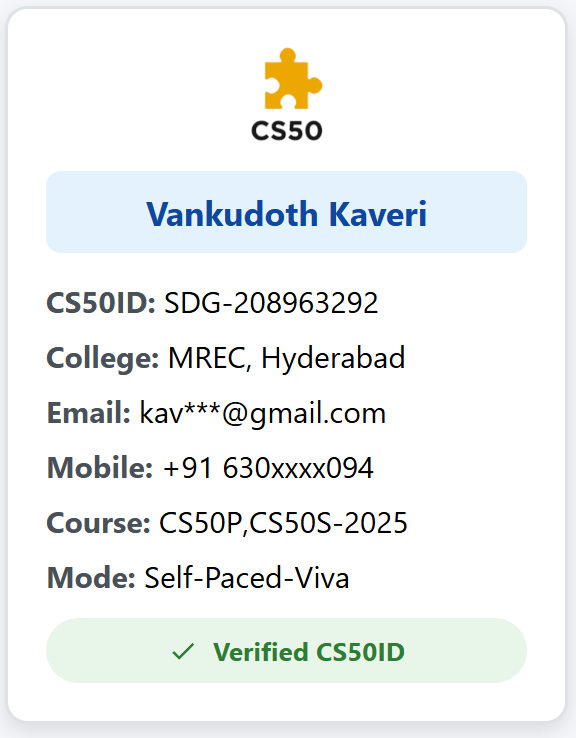 CS50
Vankudoth Kaveri
CS50ID: SDG-208963292
College: MREC, Hyderabad
Email: kav***@gmail.com
Mobile: +91 630xxxx094
Course: CS50P,CS50S-2025
Mode: Self-Paced-Viva
✓ Verified CS50ID